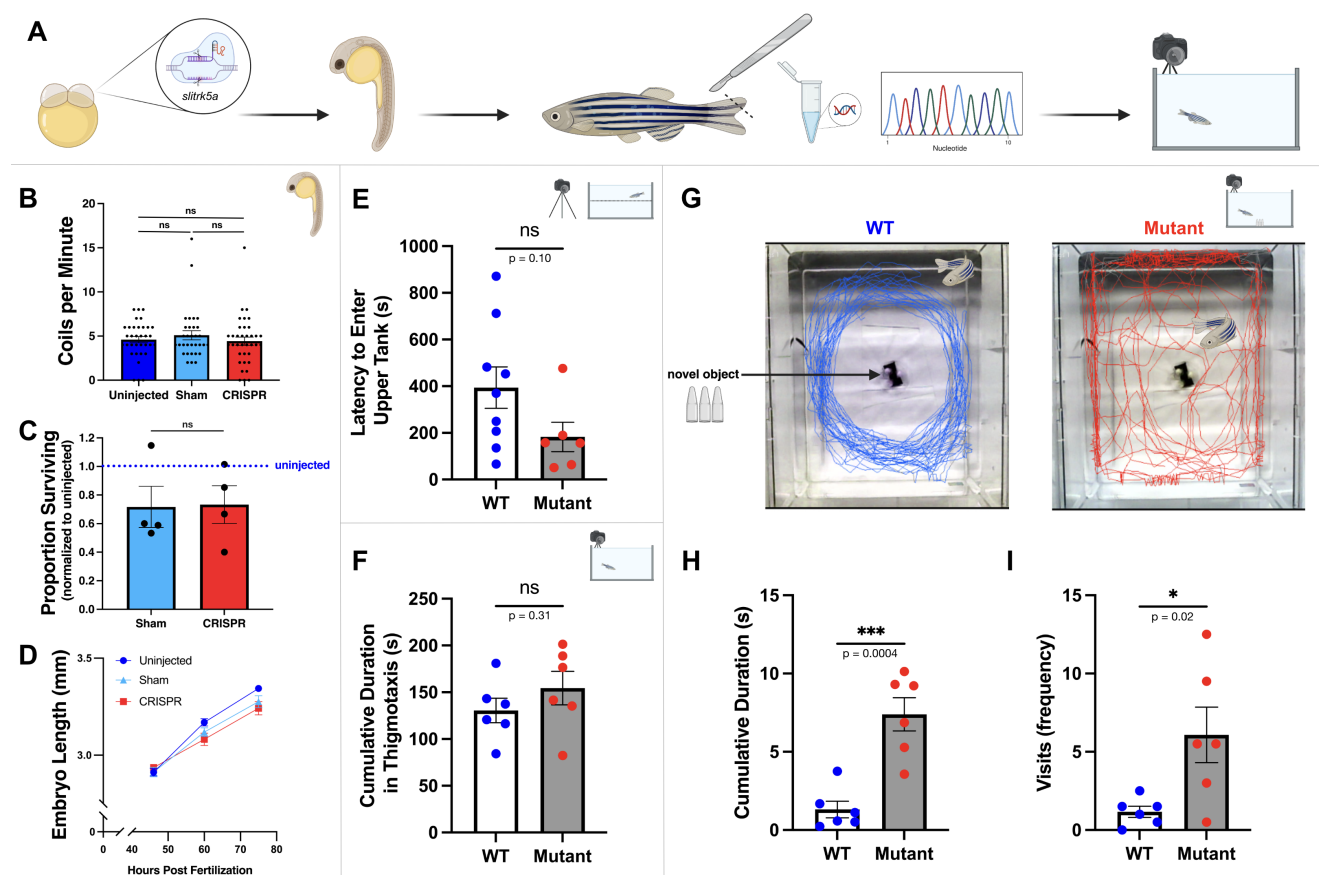 A
slitrk5a
1
10
Nucleotide
B
Coils per Minute
20
15
10
5
0
ns
ns
ns
Uninjected
Sham
CRISPR
C
Proportion Surviving
(normalized to uninjected)
1.2
1.0
0.8
0.6
0.4
0.2
0.0
ns
uninjected
Sham
CRISPR
D
Embryo Length (mm)
3.5
3.0
0
Uninjected
Sham
CRISPR
0
40
50
60
70
80
Hours Post Fertilization
E
Latency to Enter
Upper Tank (s)
1000
800
600
400
200
0
ns
p = 0.10
WT
Mutant
F
Cumulative Duration
in Thigmotaxis (s)
250
200
150
100
50
0
ns
p = 0.31
WT
Mutant
G
WT
Mutant
novel object
H
Cumulative Duration (s)
15
10
5
0
***
p = 0.0004
WT
Mutant
I
Visits (frequency)
15
10
5
0
*
p = 0.02
WT
Mutant